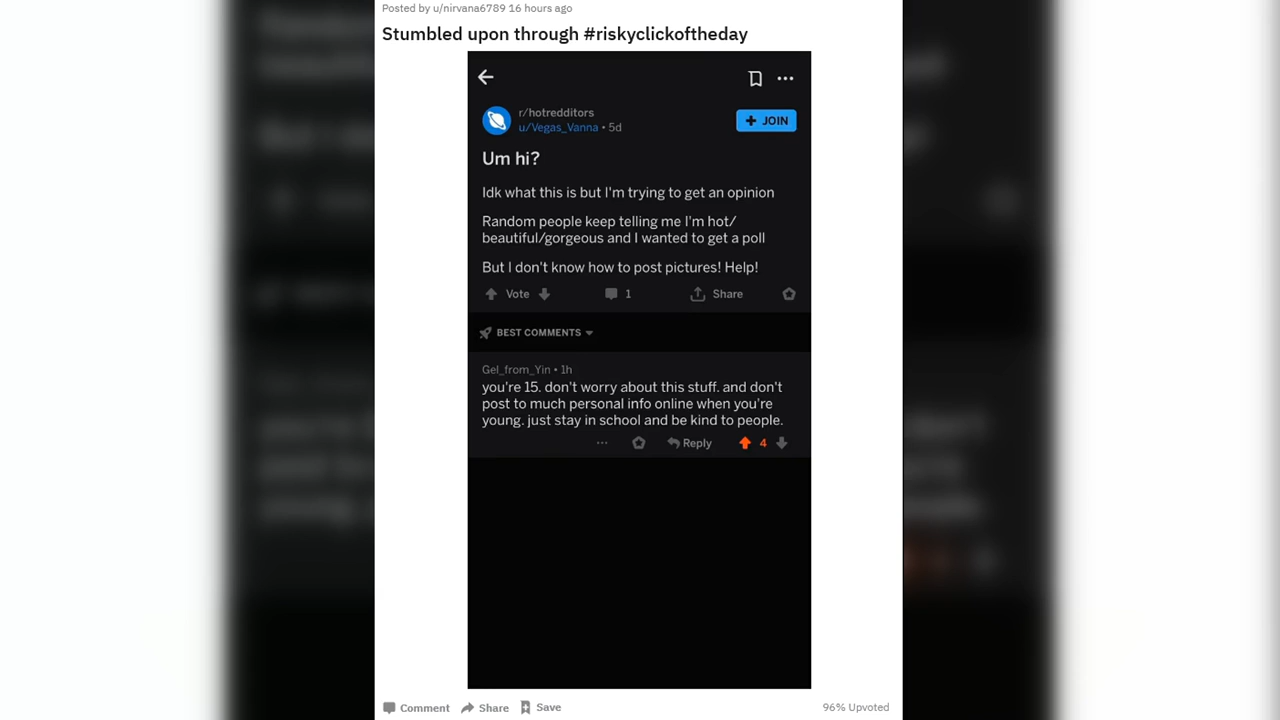 Posted by u/nirvana6789 16 hours ago
Stumbled upon through #riskyclickoftheday
r/hotredditors
u/Vegas_Vanna • 5d
+ JOIN
Um hi?
Idk what this is but I'm trying to get an opinion
Random people keep telling me I'm hot/
beautiful/gorgeous and I wanted to get a poll
But I don't know how to post pictures! Help!
Vote 1 Share
BEST COMMENTS
Gel_from_Yin • 1h
you're 15. don't worry about this stuff. and don't
post to much personal info online when you're
young. just stay in school and be kind to people.
Reply 4
Comment Share Save 96% Upvoted